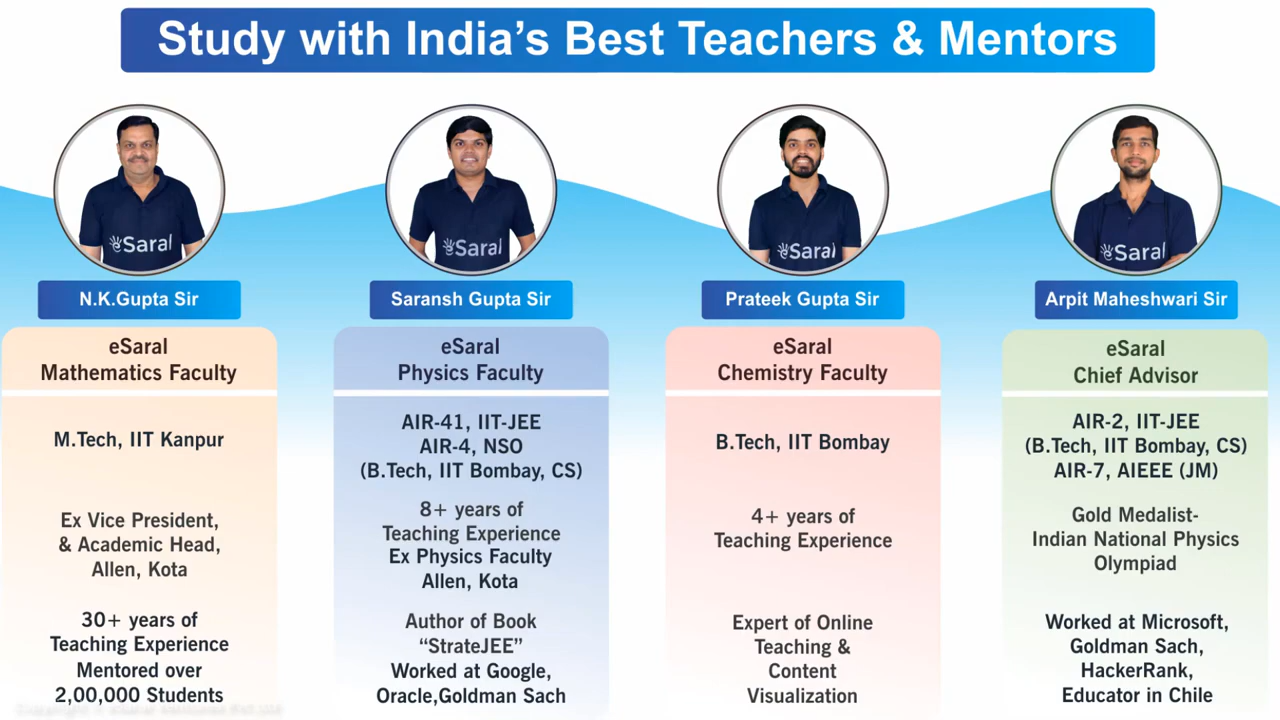 Study with India's Best Teachers & Mentors
eSaral
eSaral
eSaral
eSaral
N.K.Gupta Sir
Saransh Gupta Sir
Prateek Gupta Sir
Arpit Maheshwari Sir
eSaral
Mathematics Faculty
M.Tech, IIT Kanpur
Ex Vice President,
& Academic Head,
Allen, Kota
30+ years of
Teaching Experience
Mentored over
2,00,000 Students
eSaral
Physics Faculty
AIR-41, IIT-JEE
AIR-4, NSO
(B.Tech, IIT Bombay, CS)
8+ years of
Teaching Experience
Ex Physics Faculty
Allen, Kota
Author of Book
“StrateJEE”
Worked at Google,
Oracle,Goldman Sach
eSaral
Chemistry Faculty
B.Tech, IIT Bombay
4+ years of
Teaching Experience
Expert of Online
Teaching &
Content
Visualization
eSaral
Chief Advisor
AIR-2, IIT-JEE
(B.Tech, IIT Bombay, CS)
AIR-7, AIEEE (JM)
Gold Medalist-
Indian National Physics
Olympiad
Worked at Microsoft,
Goldman Sach,
HackerRank,
Educator in Chile